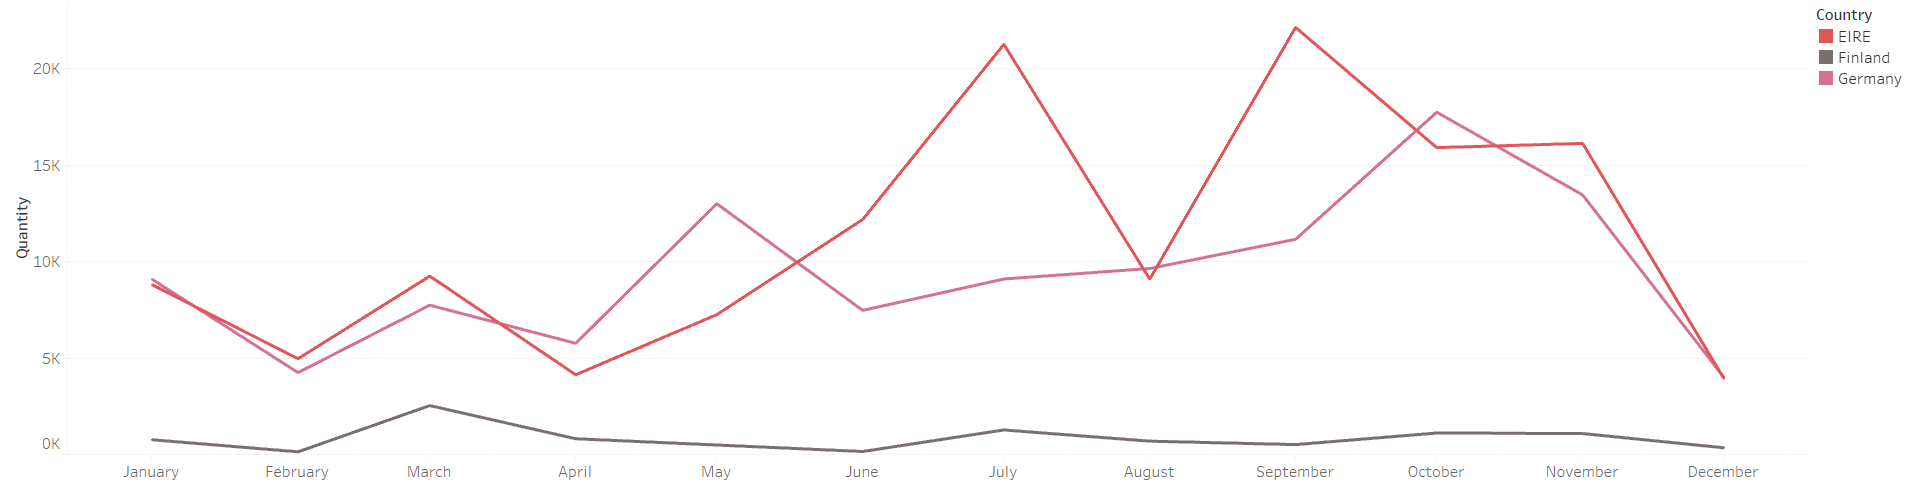 Country
EIRE
Finland
Germany
Quantity
20K
15K
10K
5K
0K
January February March April May June July August September October November December